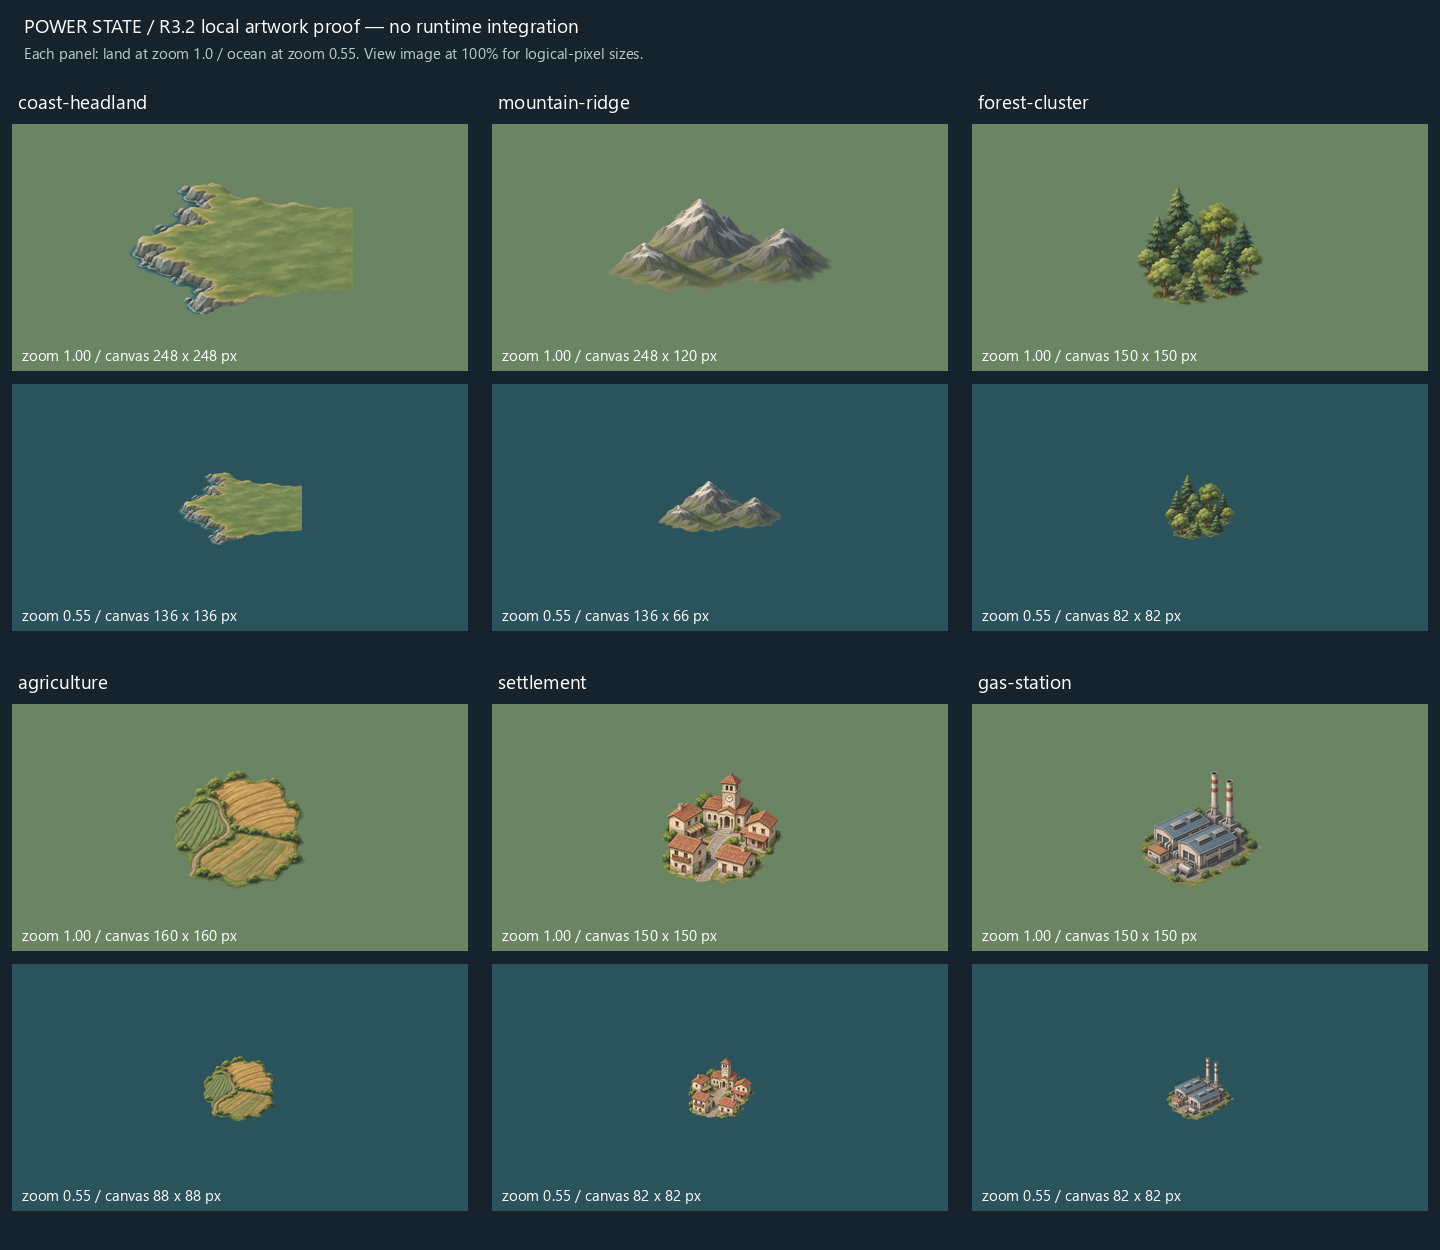 POWER STATE / R3.2 local artwork proof — no runtime integration
Each panel: land at zoom 1.0 / ocean at zoom 0.55. View image at 100% for logical-pixel sizes.
coast-headland
mountain-ridge
forest-cluster
zoom 1.00 / canvas 248 x 248 px
zoom 1.00 / canvas 248 x 120 px
zoom 1.00 / canvas 150 x 150 px
zoom 0.55 / canvas 136 x 136 px
zoom 0.55 / canvas 136 x 66 px
zoom 0.55 / canvas 82 x 82 px
agriculture
settlement
gas-station
zoom 1.00 / canvas 160 x 160 px
zoom 1.00 / canvas 150 x 150 px
zoom 1.00 / canvas 150 x 150 px
zoom 0.55 / canvas 88 x 88 px
zoom 0.55 / canvas 82 x 82 px
zoom 0.55 / canvas 82 x 82 px